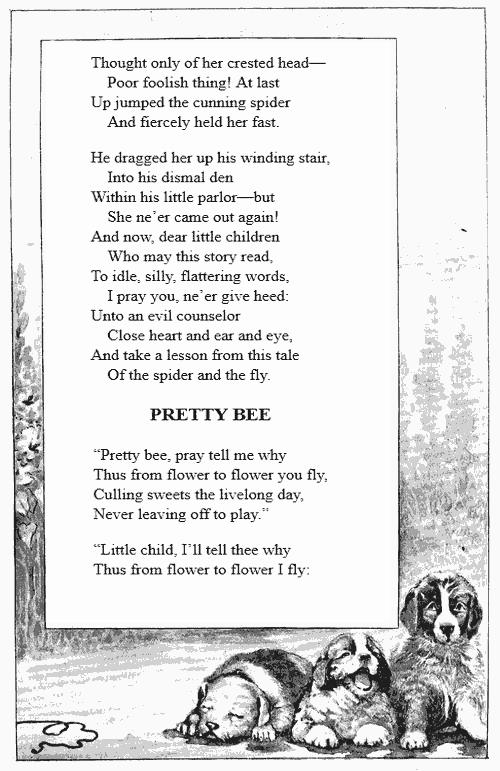 Thought only of her crested head—
Poor foolish thing! At last
Up jumped the cunning spider
And fiercely held her fast.
He dragged her up his winding stair,
Into his dismal den
Within his little parlor—but
She ne'er came out again!
And now, dear little children
Who may this story read,
To idle, silly, flattering words,
I pray you, ne'er give heed:
Unto an evil counselor
Close heart and ear and eye,
And take a lesson from this tale
Of the spider and the fly.
PRETTY BEE
“Pretty bee, pray tell me why
Thus from flower to flower you fly,
Culling sweets the livelong day,
Never leaving off to play.”
“Little child, I'll tell thee why
Thus from flower to flower I fly: